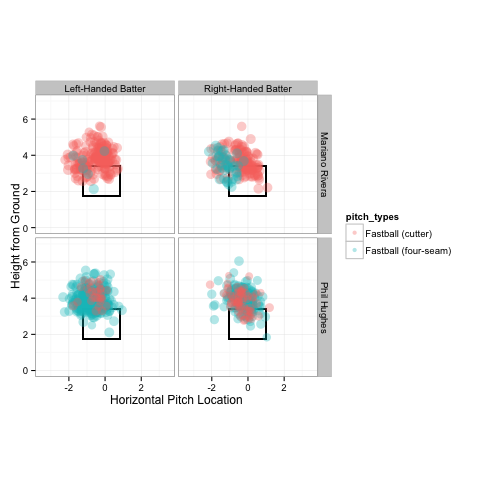 Left-Handed Batter
Right-Handed Batter
6
4
2
0
Mariano Rivera
6
4
2
0
Phil Hughes
-2
0
2
-2
0
2
Horizontal Pitch Location
Height from Ground
pitch_types
Fastball (cutter)
Fastball (four-seam)